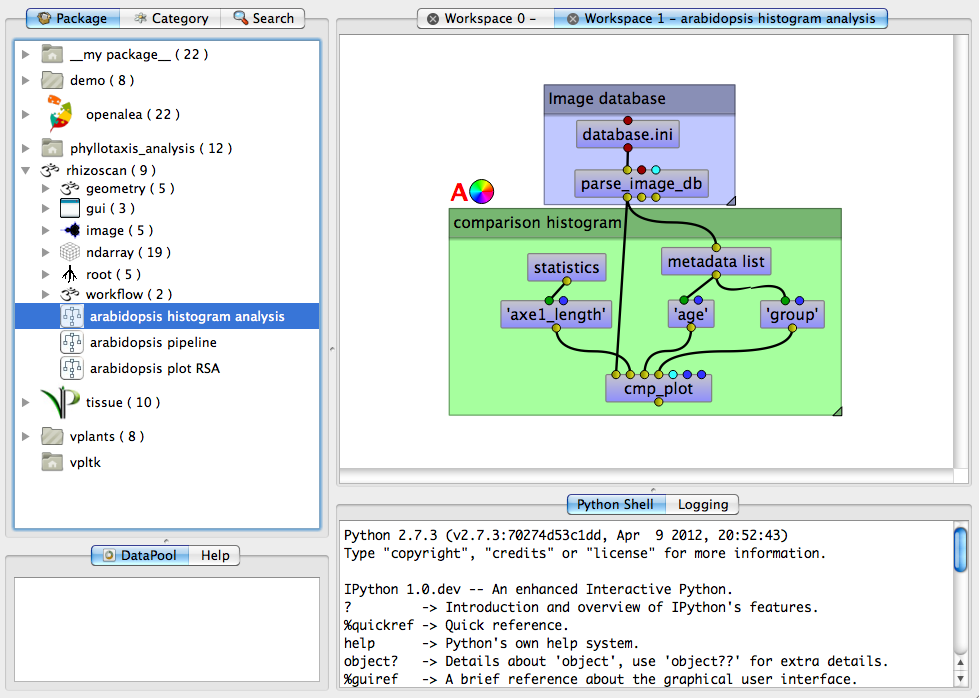 Package Category Search
__my package__ ( 22 )
demo ( 8 )
openalea ( 22 )
phyllotaxis_analysis ( 12 )
rhizoscan ( 9 )
geometry ( 5 )
gui ( 3 )
image ( 5 )
ndarray ( 19 )
root ( 5 )
workflow ( 2 )
arabidopsis histogram analysis
arabidopsis pipeline
arabidopsis plot RSA
tissue ( 10 )
vplants ( 8 )
vpltk
DataPool Help
Workspace 0 - Workspace 1 - arabidopsis histogram analysis
Image database
database.ini
parse_image_db
A
comparison histogram
statistics metadata list
'axe1_length' 'age' 'group'
cmp_plot
Python Shell Logging
Python 2.7.3 (v2.7.3:70274d53c1dd, Apr  9 2012, 20:52:43)
Type "copyright", "credits" or "license" for more information.
IPython 1.0.dev -- An enhanced Interactive Python.
?         -> Introduction and overview of IPython's features.
%quickref -> Quick reference.
help      -> Python's own help system.
object?   -> Details about 'object', use 'object??' for extra details.
%guiref   -> A brief reference about the graphical user interface.